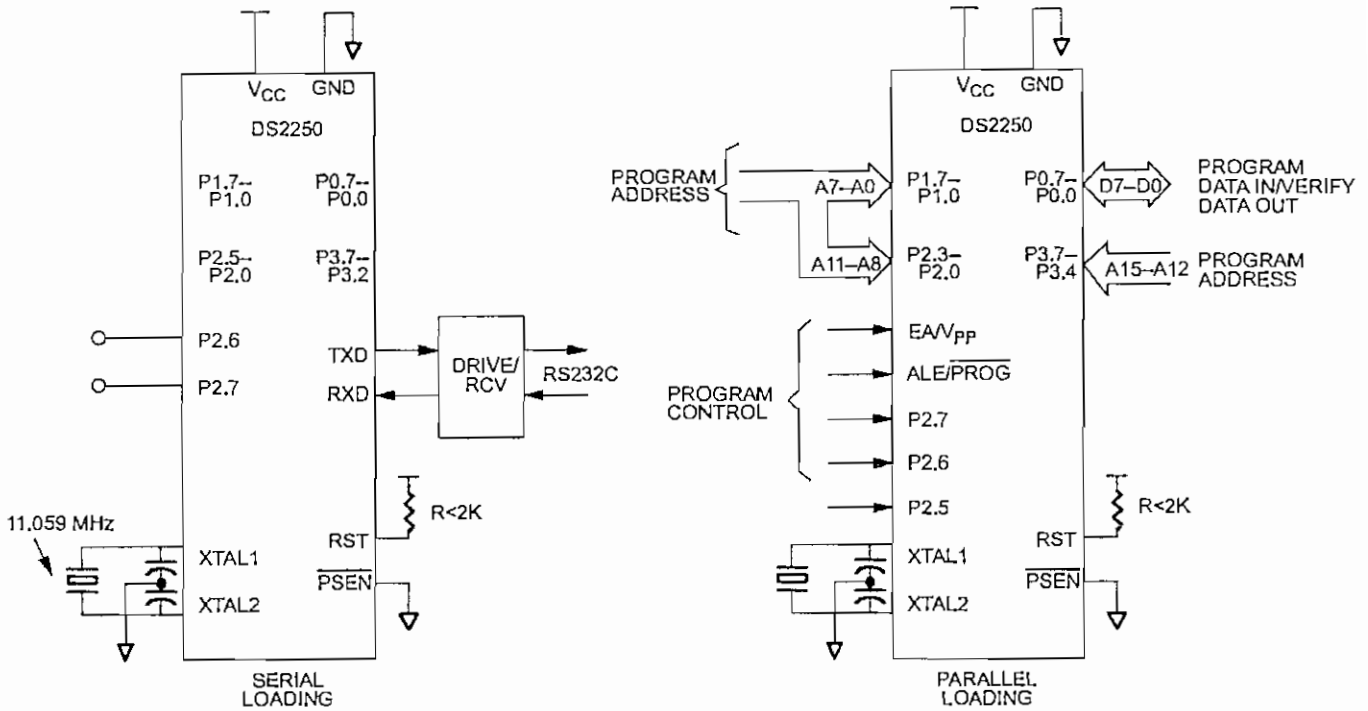 VCC GND
DS2250
P1.7–
P1.0
P0.7–
P0.0
P2.5–
P2.0
P3.7–
P3.2
P2.6
P2.7
TXD
RXD
DRIVE/
RCV
RS232C
R<2K
11.059 MHz
RST
XTAL1
PSEN
XTAL2
SERIAL
LOADING
VCC GND
DS2250
PROGRAM
ADDRESS
A7–A0
P1.7–
P1.0
P0.7–
P0.0
D7–D0
PROGRAM
DATA IN/VERIFY
DATA OUT
A11–A8
P2.3–
P2.0
P3.7–
P3.4
A15–A12
PROGRAM
ADDRESS
PROGRAM
CONTROL
EA/VPP
ALE/PROG
P2.7
P2.6
P2.5
R<2K
RST
XTAL1
PSEN
XTAL2
PARALLEL
LOADING